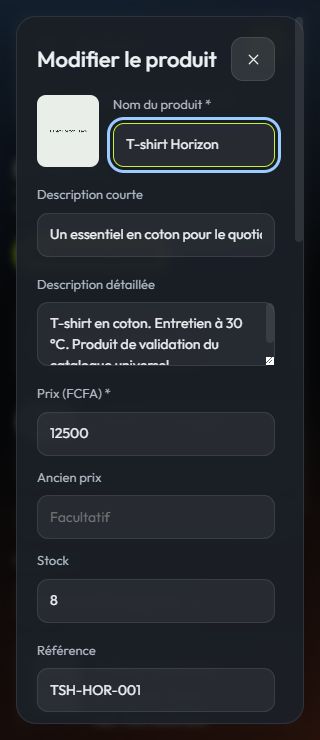 Modifier le produit
Nom du produit *
T-shirt Horizon
Description courte
Un essentiel en coton pour le
Description détaillée
T-shirt en coton. Entretien à 30
°C. Produit de validation du
catalogue universel
Prix (FCFA) *
12500
Ancien prix
Facultatif
Stock
8
Référence
TSH-HOR-001